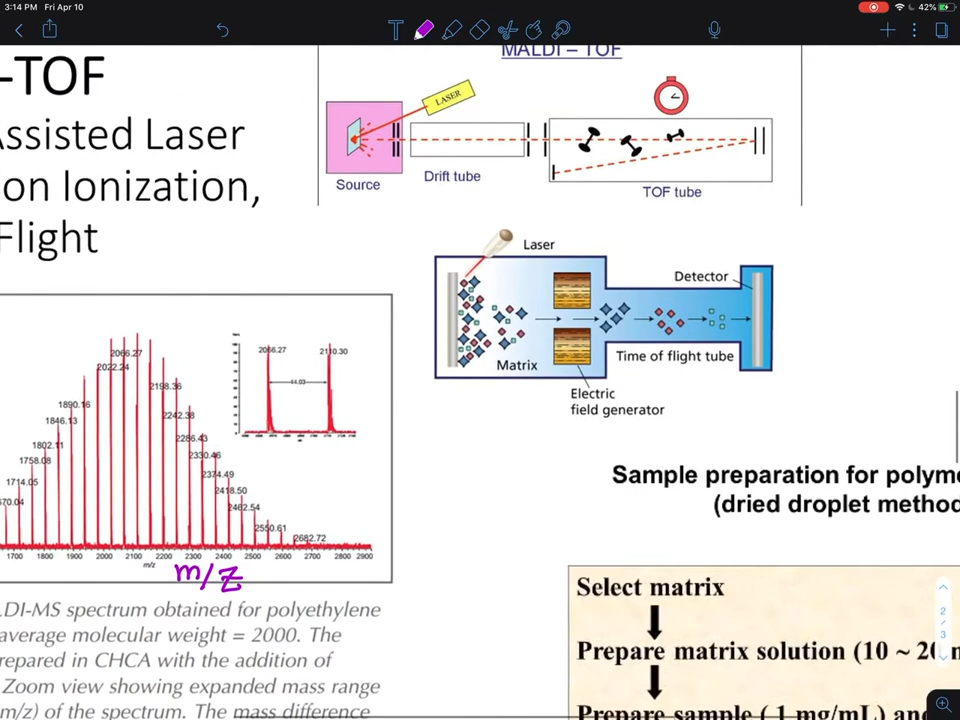 3:14 PM Fri Apr 10
42%
MALDI – TOF
-TOF
Assisted Laser
on Ionization,
Flight
LASER
Source
Drift tube
TOF tube
Laser
Detector
Matrix
Time of flight tube
Electric
field generator
2066.27
2022.24
2198.36
1890.16
2242.38
1846.13
2286.43
1802.11
2330.46
1758.08
2374.49
1714.05
2418.50
670.04
2462.54
2550.61
2682.72
2066.27
2110.30
1700 1800 1900 2000 2100 2200 2300 2400 2500 2600 2700 2800 2900
m/z
m/z
LDI-MS spectrum obtained for polyethylene
average molecular weight = 2000. The
repared in CHCA with the addition of
Zoom view showing expanded mass range
m/z) of the spectrum. The mass difference
Sample preparation for polyme
(dried droplet method
Select matrix
Prepare matrix solution (10 ~ 20 m
Prepare sample ( 1 mg/mL) and
2
/
3